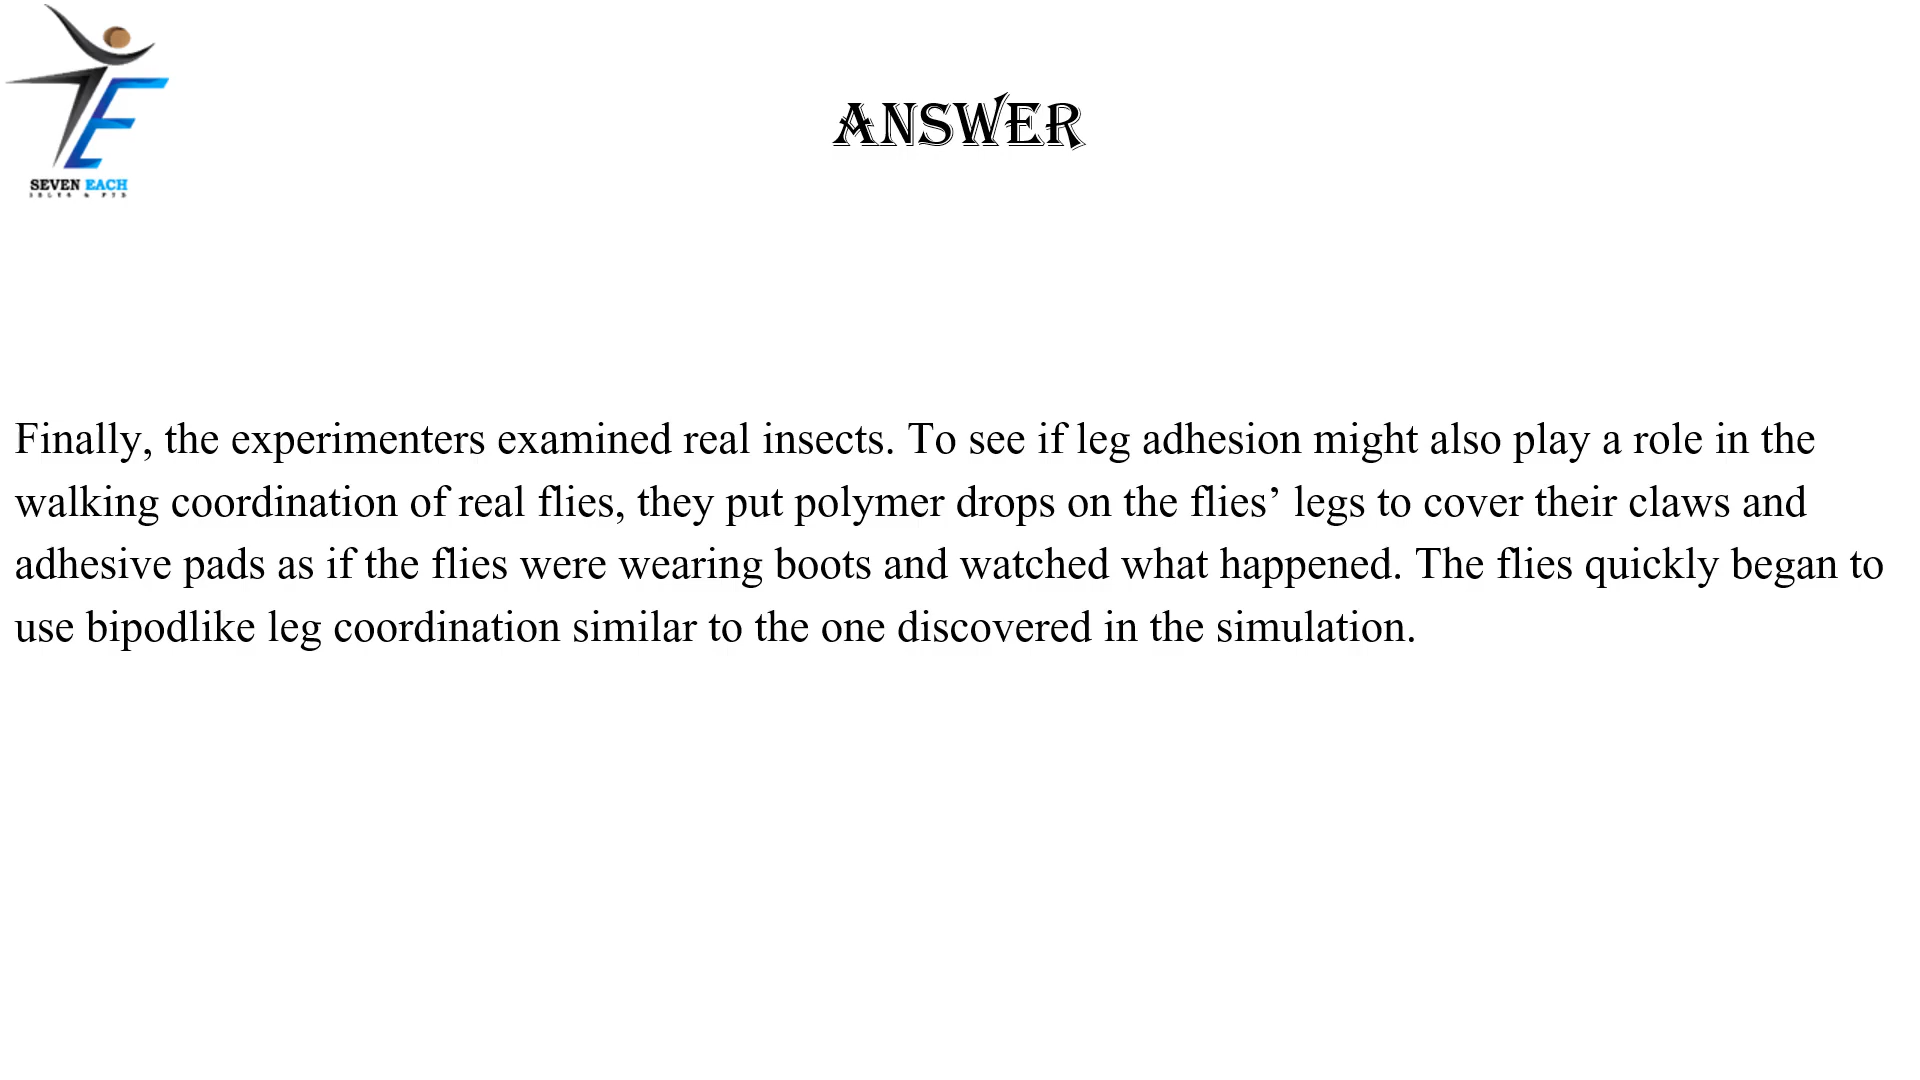 SEVEN EACH
ANSWER
Finally, the experimenters examined real insects. To see if leg adhesion might also play a role in the
walking coordination of real flies, they put polymer drops on the flies’ legs to cover their claws and
adhesive pads as if the flies were wearing boots and watched what happened. The flies quickly began to
use bipodlike leg coordination similar to the one discovered in the simulation.